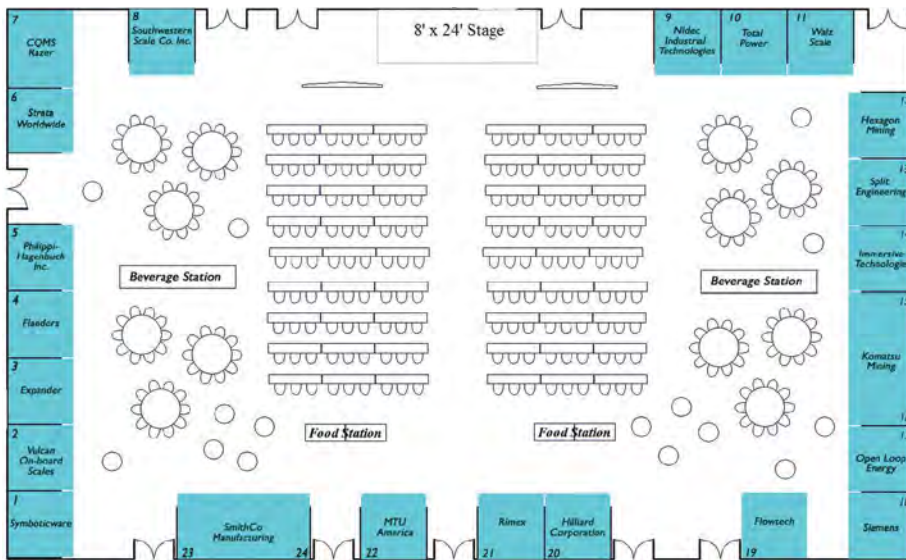 7
CQMS
Razor
8
Southwestern
Scale Co. Inc.
8' x 24' Stage
9
Nidec
Industrial
Technologies
10
Total
Power
11
Walz
Scale
6
Strata
Worldwide
Hexagon
Mining
Split
Engineering
5
Philippi-
Hagenbuch
Inc.
Immersive
Technologies
Beverage Station
Beverage Station
4
Flanders
Komatsu
Mining
3
Expander
Food Station
Food Station
2
Vulcan
On-board
Scales
Open Loop
Energy
1
Symboticware
SmithCo
Manufacturing
23
24
MTU
America
22
Rimex
21
Hilliard
Corporation
20
Flowtech
19
Siemens